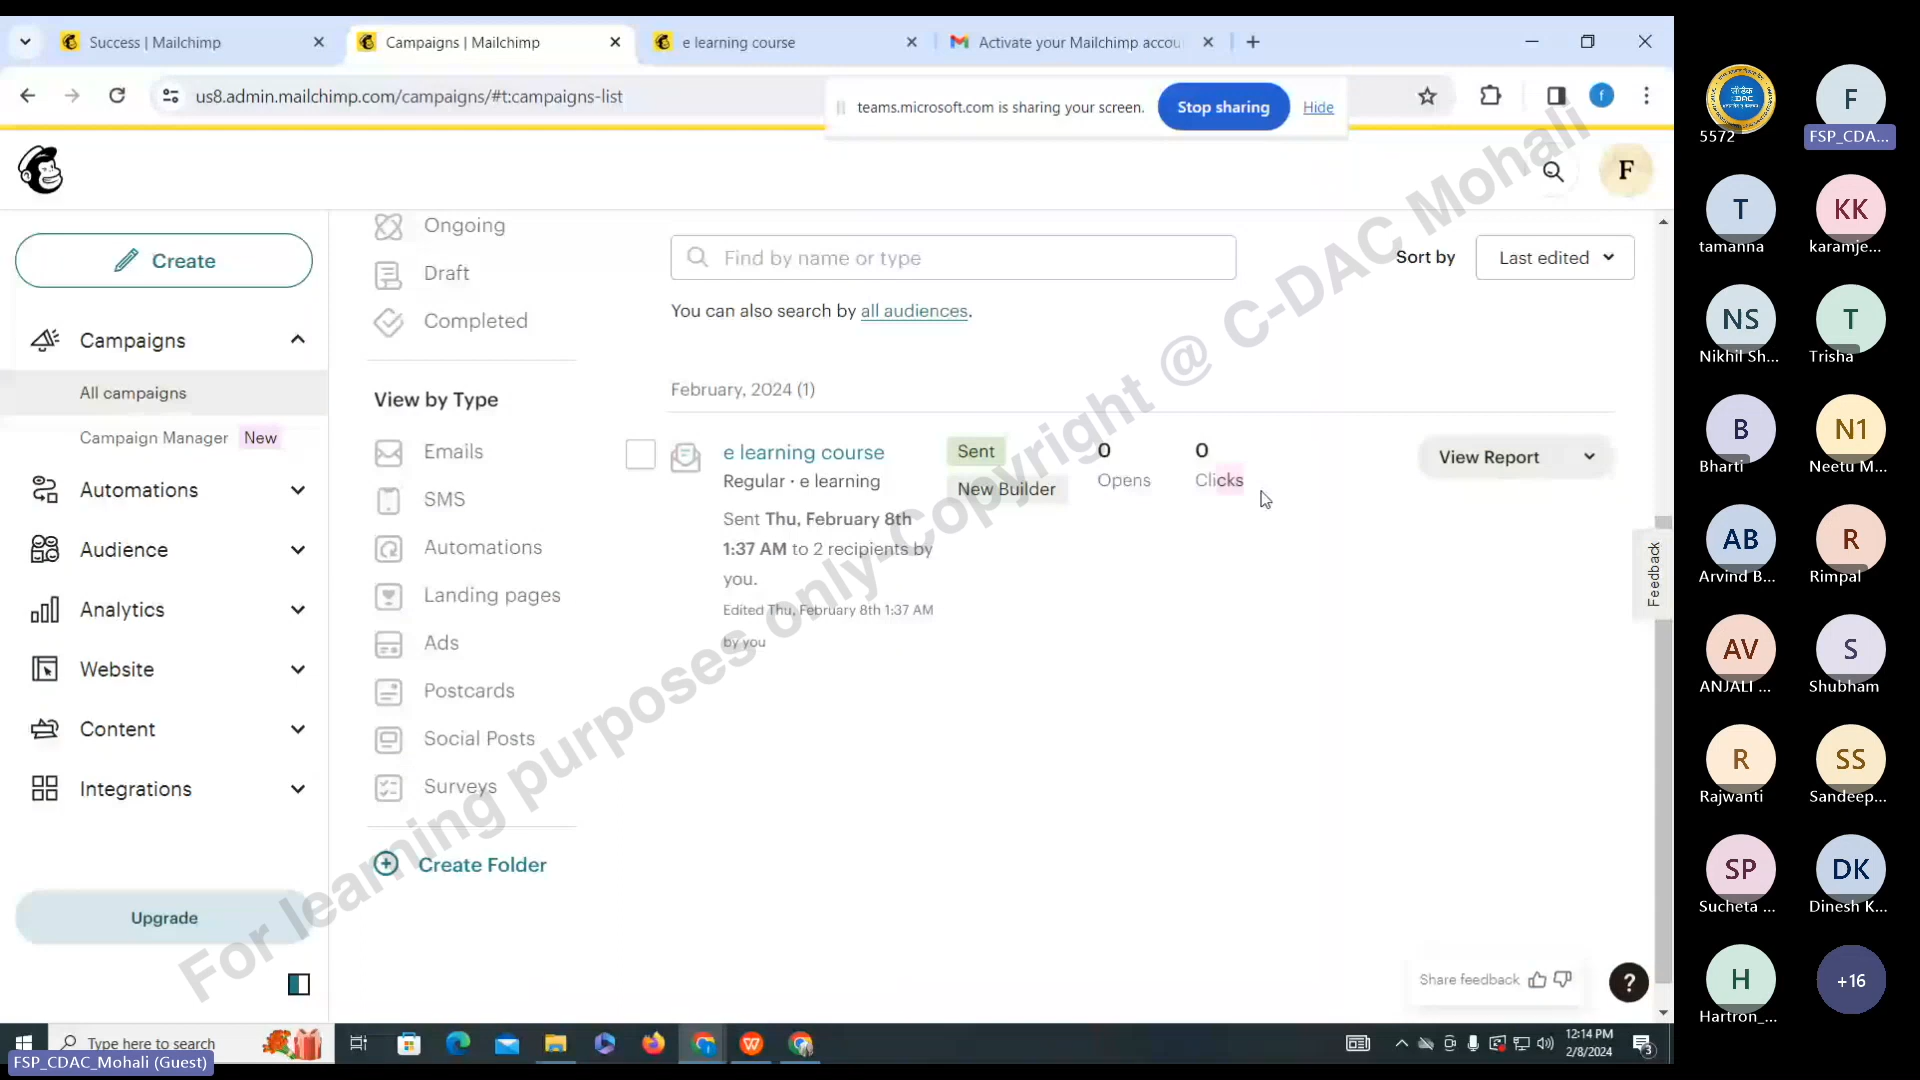 Success | Mailchimp
Campaigns | Mailchimp
e learning course
Activate your Mailchimp accou
us8.admin.mailchimp.com/campaigns/#t:campaigns-list
teams.microsoft.com is sharing your screen.
Stop sharing
Hide
f
F
Create
Campaigns
All campaigns
Campaign Manager New
Automations
Audience
Analytics
Website
Content
Integrations
Upgrade
Ongoing
Draft
Completed
View by Type
Emails
SMS
Automations
Landing pages
Ads
Postcards
Social Posts
Surveys
Create Folder
Find by name or type
Sort by
Last edited
You can also search by all audiences.
February, 2024 (1)
e learning course
Regular · e learning
Sent Thu, February 8th
1:37 AM to 2 recipients by
you.
Edited Thu, February 8th 1:37 AM
by you
Sent
New Builder
0
Opens
0
Clicks
View Report
Feedback
Share feedback
?
For learning purposes only-Copyright @ C-DAC Mohali
Type here to search
12:14 PM
2/8/2024
3
FSP_CDAC_Mohali (Guest)
5572
F
FSP_CDA...
T
tamanna
KK
karamje...
NS
Nikhil Sh...
T
Trisha
B
Bharti
N1
Neetu M...
AB
Arvind B...
R
Rimpal
AV
ANJALI ...
S
Shubham
R
Rajwanti
SS
Sandeep...
SP
Sucheta ...
DK
Dinesh K...
H
Hartron_...
+16